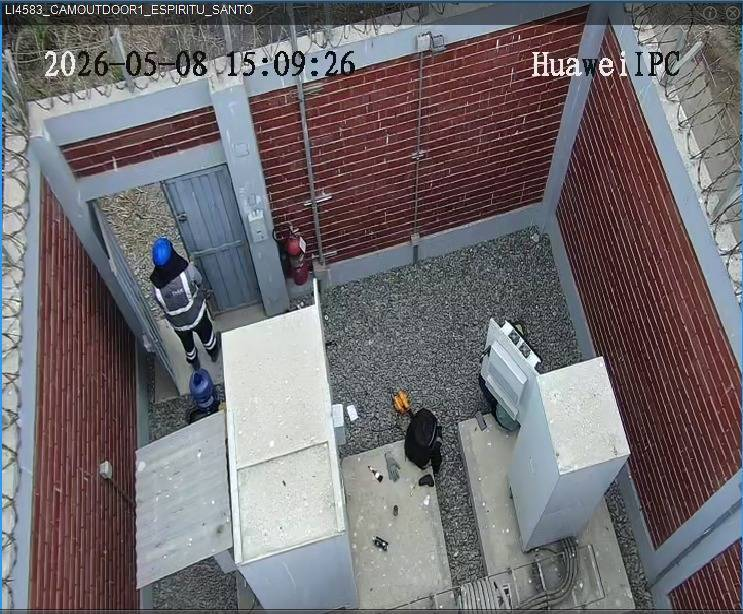 LI4583_CAMOUTDOOR1_ESPIRITU_SANTO
2026-05-08 15:09:26
HuaweiIPC